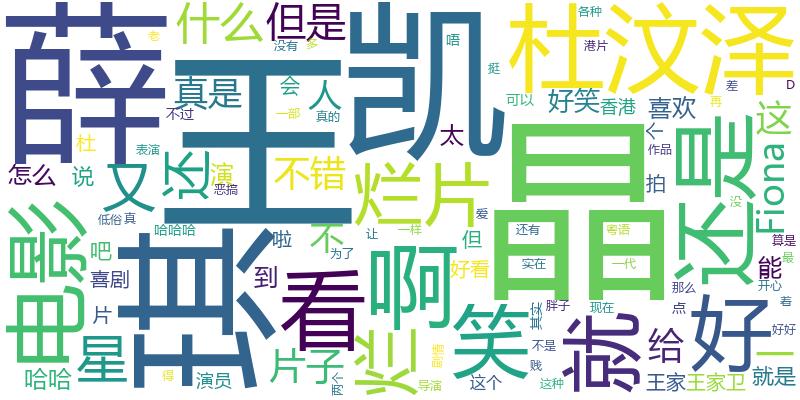 薛
王
凯
琪
晶
杜汶泽
什么
但是
没有
多
老
唔
挺
各种
港片
差
D
真是
会
人
一部
真的
不过
可以
好笑
香港
喜欢
个
再
这
杜
表演
太
作品
怎么
说
又
还
演
恶搞
不错
烂片
拍
还是
没
Fiona
低俗
真
哈哈哈
啦
不
为了
让
一样
爱
但
还有
粤语
实在
一代
算是
最
能
电影
吧
喜剧
片
到
看
啊
好看
胖子
现在
那么
开心
点
着
星
片子
烂
笑
其实
就
给
好
好好
一
哈哈
得
演员
两个
导演
剧情
这个
不是
贱
这种
王家
王家卫
就是